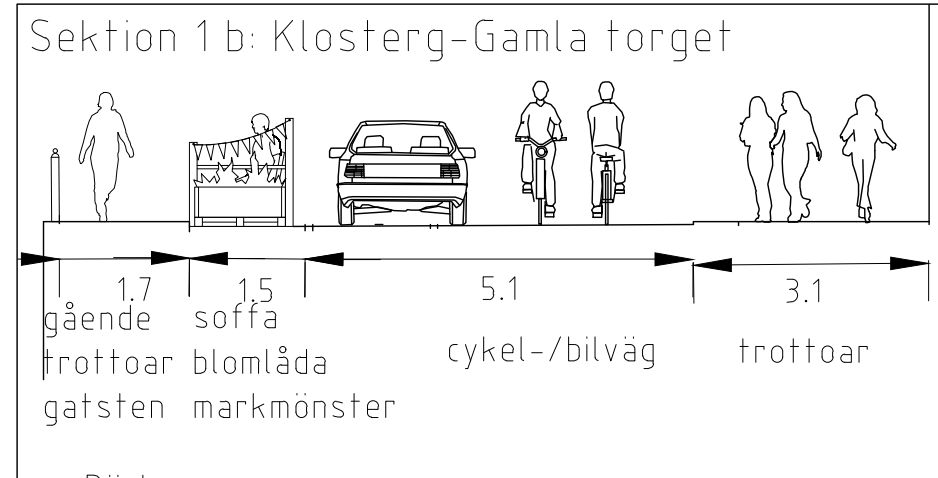 Sektion 1 b: Klosterg-Gamla torget
1.7
1.5
5.1
3.1
gående
trottoar
gatsten
soffa
blomlåda
markmönster
cykel-/bilväg
trottoar